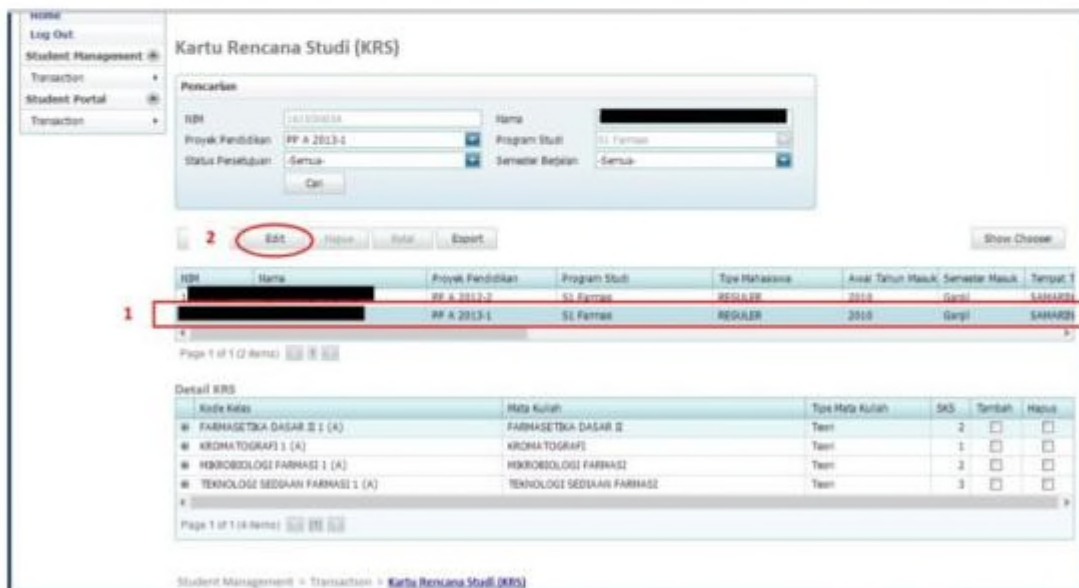 Home
Log Out
Student Management
Transaction
Student Portal
Transaction
Kartu Rencana Studi (KRS)
Pencarian
NIM Nama
Proyek Pendidikan PP A 2013-1 Program Studi S1 Farmasi
Status Persetujuan -Semua- Semester Berjalan -Semua-
Cari
2 Edit Hapus Batal Export Show Chooser
NIM Nama Proyek Pendidikan Program Studi Tipe Mahasiswa Awal Tahun Masuk Semester Masuk Tempat T
PP A 2012-2 S1 Farmasi REGULER 2010 Ganjil SAMARIN
1 PP A 2013-1 S1 Farmasi REGULER 2010 Ganjil SAMARIN
Page 1 of 1 (2 items) 1
Detail KRS
Kode Kelas Mata Kuliah Tipe Mata Kuliah SKS Tambah Hapus
FARMASETIKA DASAR II 1 (A) FARMASETIKA DASAR II Teori 2
KROMATOGRAFI 1 (A) KROMATOGRAFI Teori 1
MIKROBIOLOGI FARMASI 1 (A) MIKROBIOLOGI FARMASI Teori 2
TEKNOLOGI SEDIAAN FARMASI 1 (A) TEKNOLOGI SEDIAAN FARMASI Teori 3
Page 1 of 1 (4 items) [1]
Student Management > Transaction > Kartu Rencana Studi (KRS)